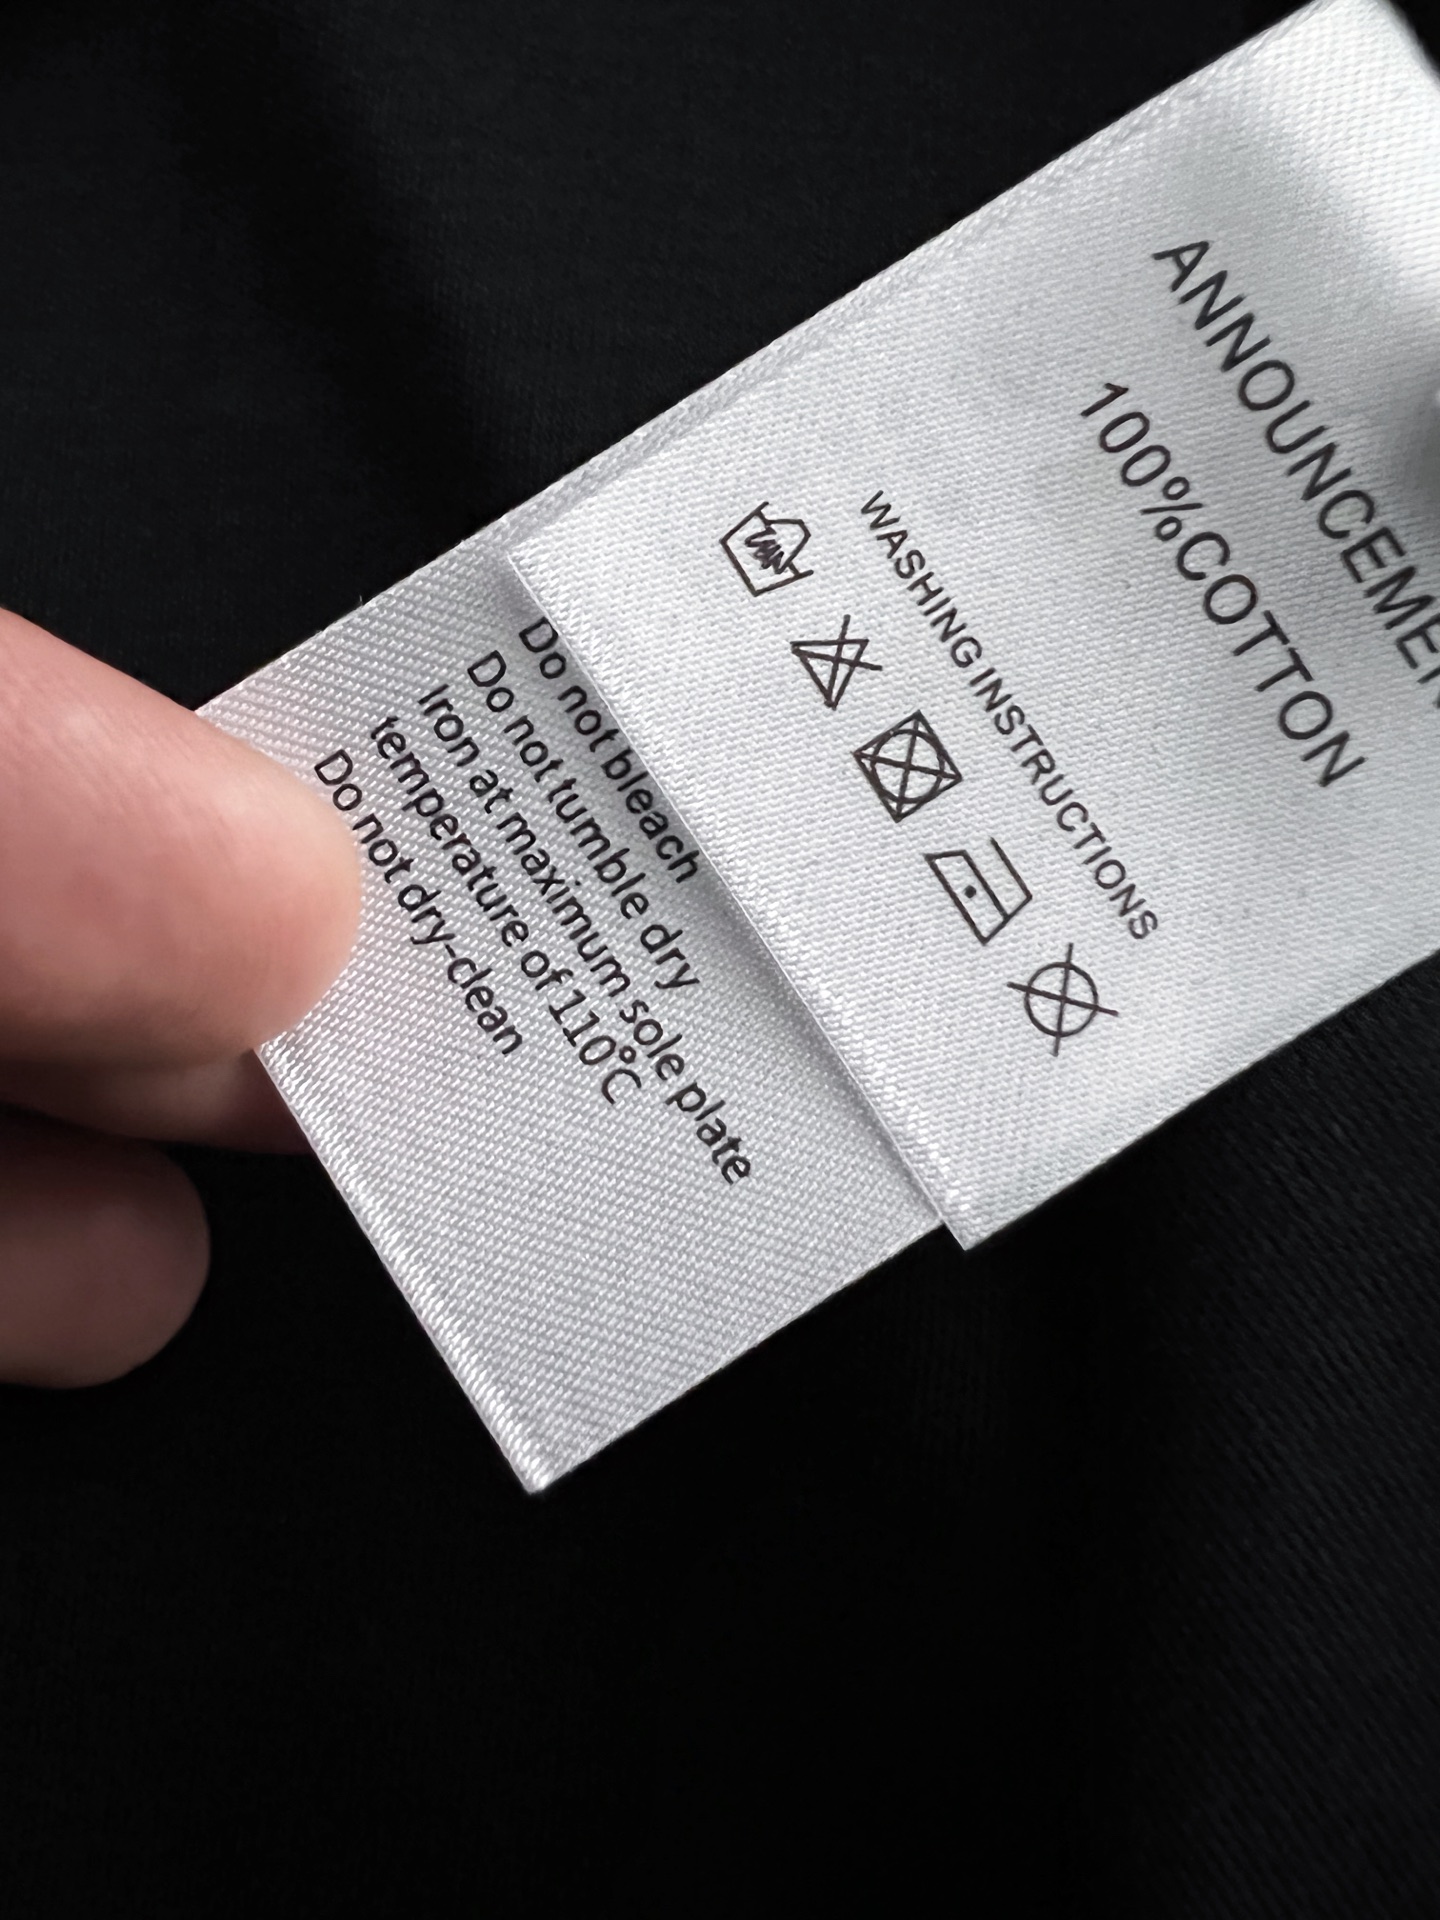 ANNOUNCEMEN
100%COTTON
WASHING INSTRUCTIONS
Do not bleach
Do not tumble dry
Iron at maximum sole plate
temperature of 110°C
Do not dry-clean